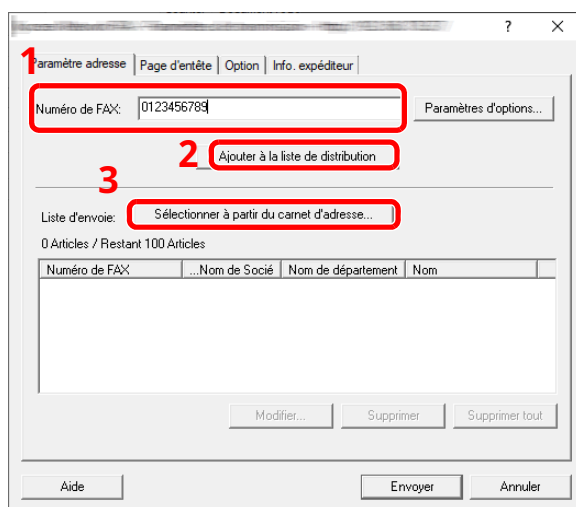 ? ×
1
Paramètre adresse Page d'entête Option Info. expéditeur
Numéro de FAX: 0123456789 Paramètres d'options...
2 Ajouter à la liste de distribution
3
Liste d'envoie: Sélectionner à partir du carnet d'adresse...
0 Articles / Restant 100 Articles
Numéro de FAX ...Nom de Socié Nom de département Nom
Modifier... Supprimer Supprimer tout
Aide Envoyer Annuler